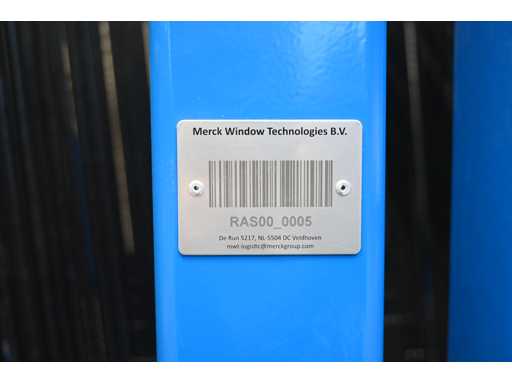 Merck Window Technologies B.V.
RAS00_0005
De Run 5217, NL-5504 DC Veldhoven
mwt-logistic@merckgroup.com